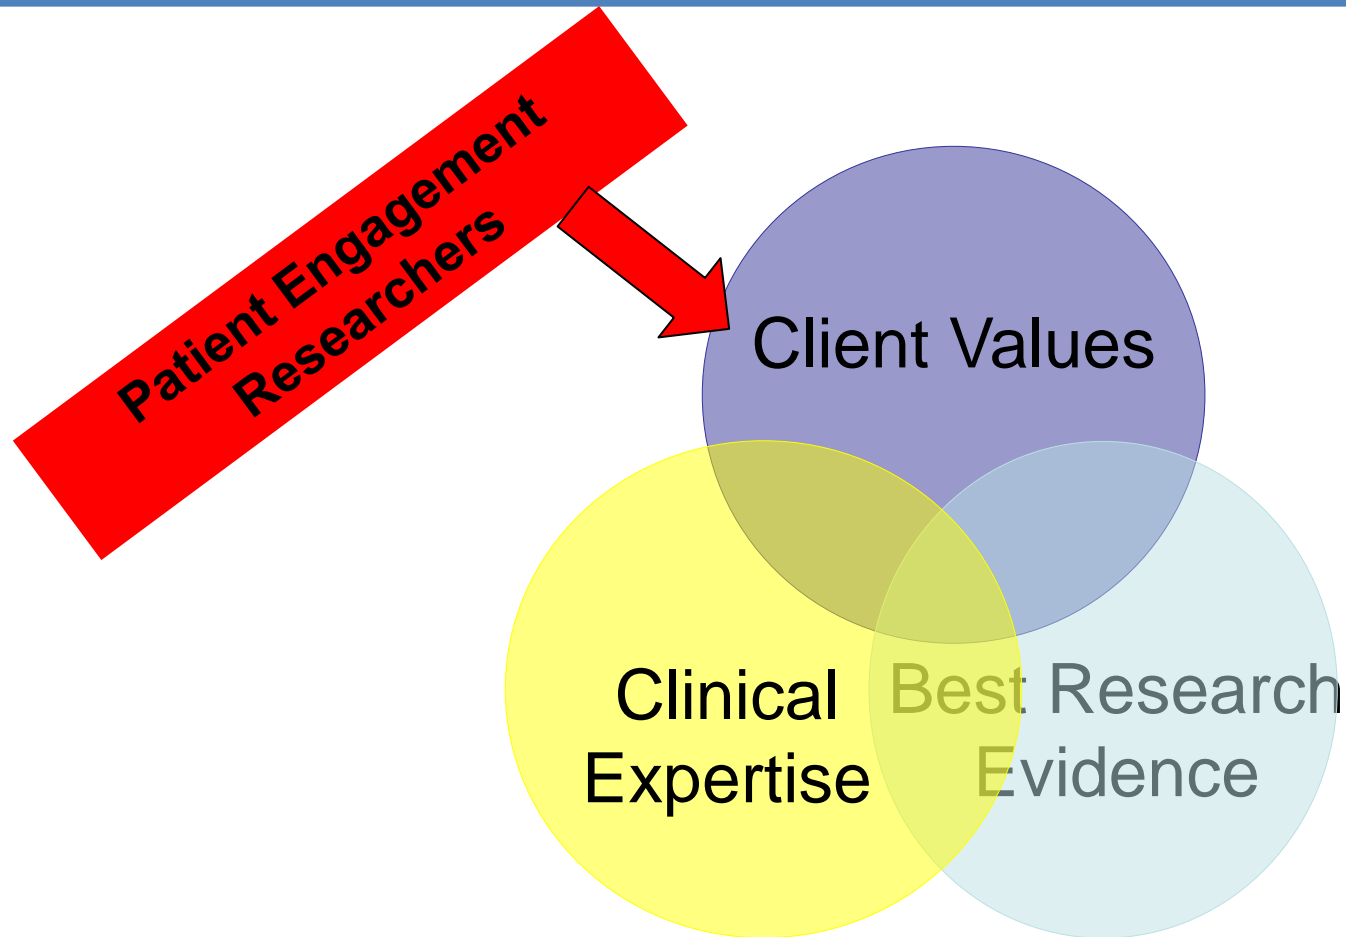 Patient Engagement
Researchers
Client Values
Clinical
Expertise
Best Research
Evidence